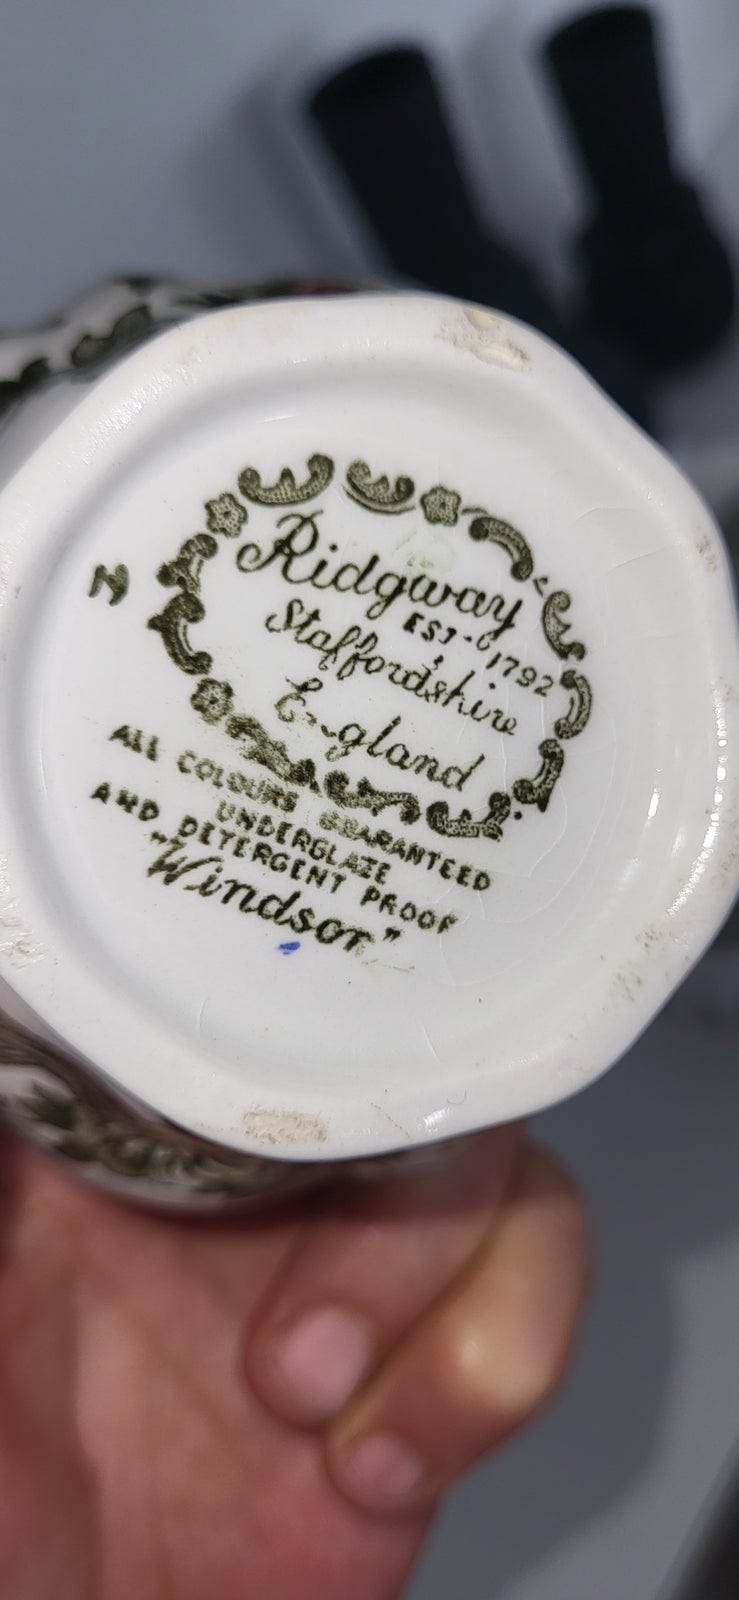 Ridgway
EST. 1792
Staffordshire
England
ALL COLOURS GUARANTEED
UNDERGLAZE
AND DETERGENT PROOF
"Windsor"